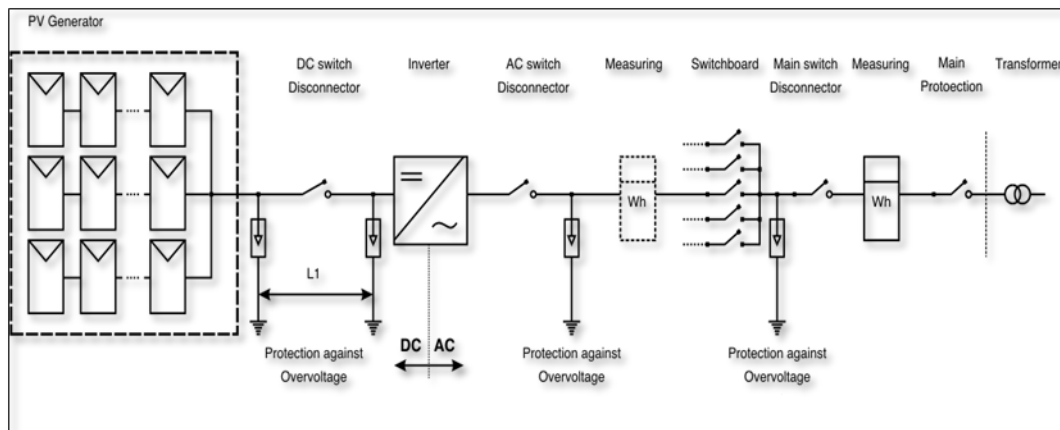 PV Generator
DC switch
Disconnector
Inverter
AC switch
Disconnector
Measuring
Switchboard
Main switch
Disconnector
Measuring
Main
Protoection
Transformer
Wh
Wh
L1
DC
AC
Protection against
Overvoltage
Protection against
Overvoltage
Protection against
Overvoltage